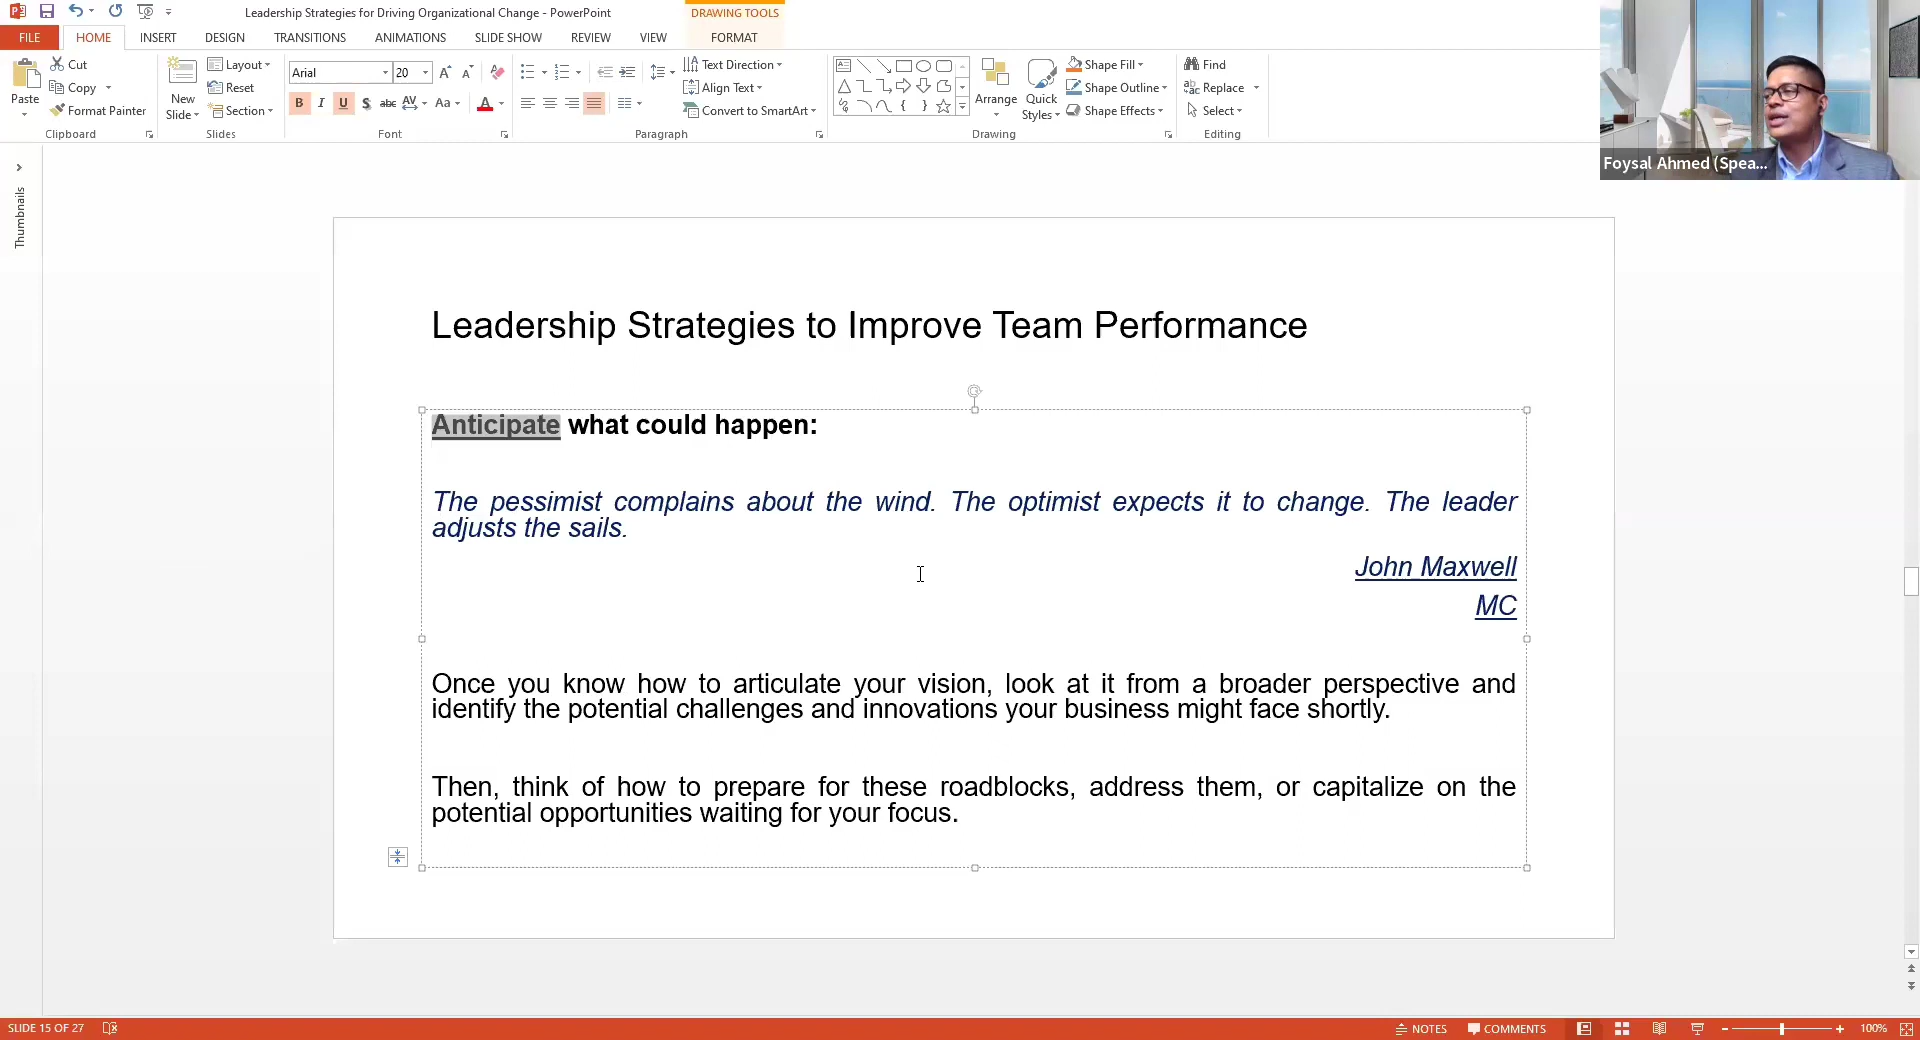 Leadership Strategies for Driving Organizational Change - PowerPoint
DRAWING TOOLS
FILE
HOME
INSERT
DESIGN
TRANSITIONS
ANIMATIONS
SLIDE SHOW
REVIEW
VIEW
FORMAT
Paste
Cut
Copy
Format Painter
Clipboard
New
Slide
Layout
Reset
Section
Slides
Arial
20
B I U S abc AV Aa A
Font
Text Direction
Align Text
Convert to SmartArt
Paragraph
Arrange
Quick
Styles
Shape Fill
Shape Outline
Shape Effects
Drawing
Find
Replace
Select
Editing
Foysal Ahmed (Spea...
Thumbnails
Leadership Strategies to Improve Team Performance
Anticipate what could happen:
The pessimist complains about the wind. The optimist expects it to change. The leader
adjusts the sails.
John Maxwell
MC
Once you know how to articulate your vision, look at it from a broader perspective and
identify the potential challenges and innovations your business might face shortly.
Then, think of how to prepare for these roadblocks, address them, or capitalize on the
potential opportunities waiting for your focus.
SLIDE 15 OF 27
NOTES
COMMENTS
100%